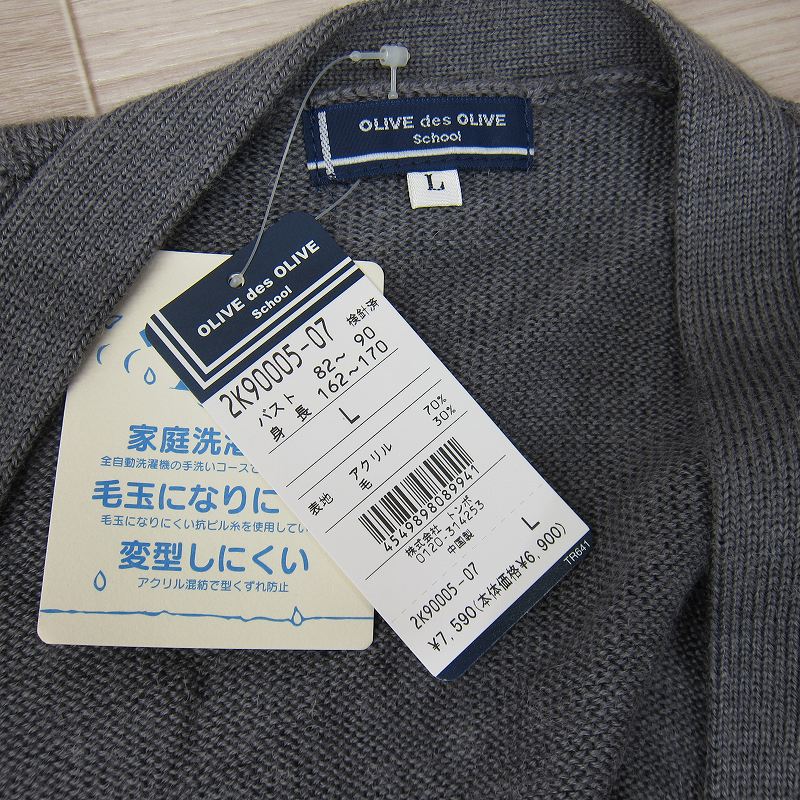 OLIVE des OLIVE
School
L
OLIVE des OLIVE
School
2K90005-07 検針済
バスト 82～ 90
身長 162～170
L
表地 アクリル 70%
毛 30%
4549898089941
株式会社 トンボ
0120-314253
中国製
2K90005-07 L
¥7,590(本体価格¥6,900)
TR641
家庭洗
全自動洗濯機の手洗いコースで
毛玉になりに
毛玉になりにくい抗ピル糸を使用してい
変型しにくい
アクリル混紡で型くずれ防止